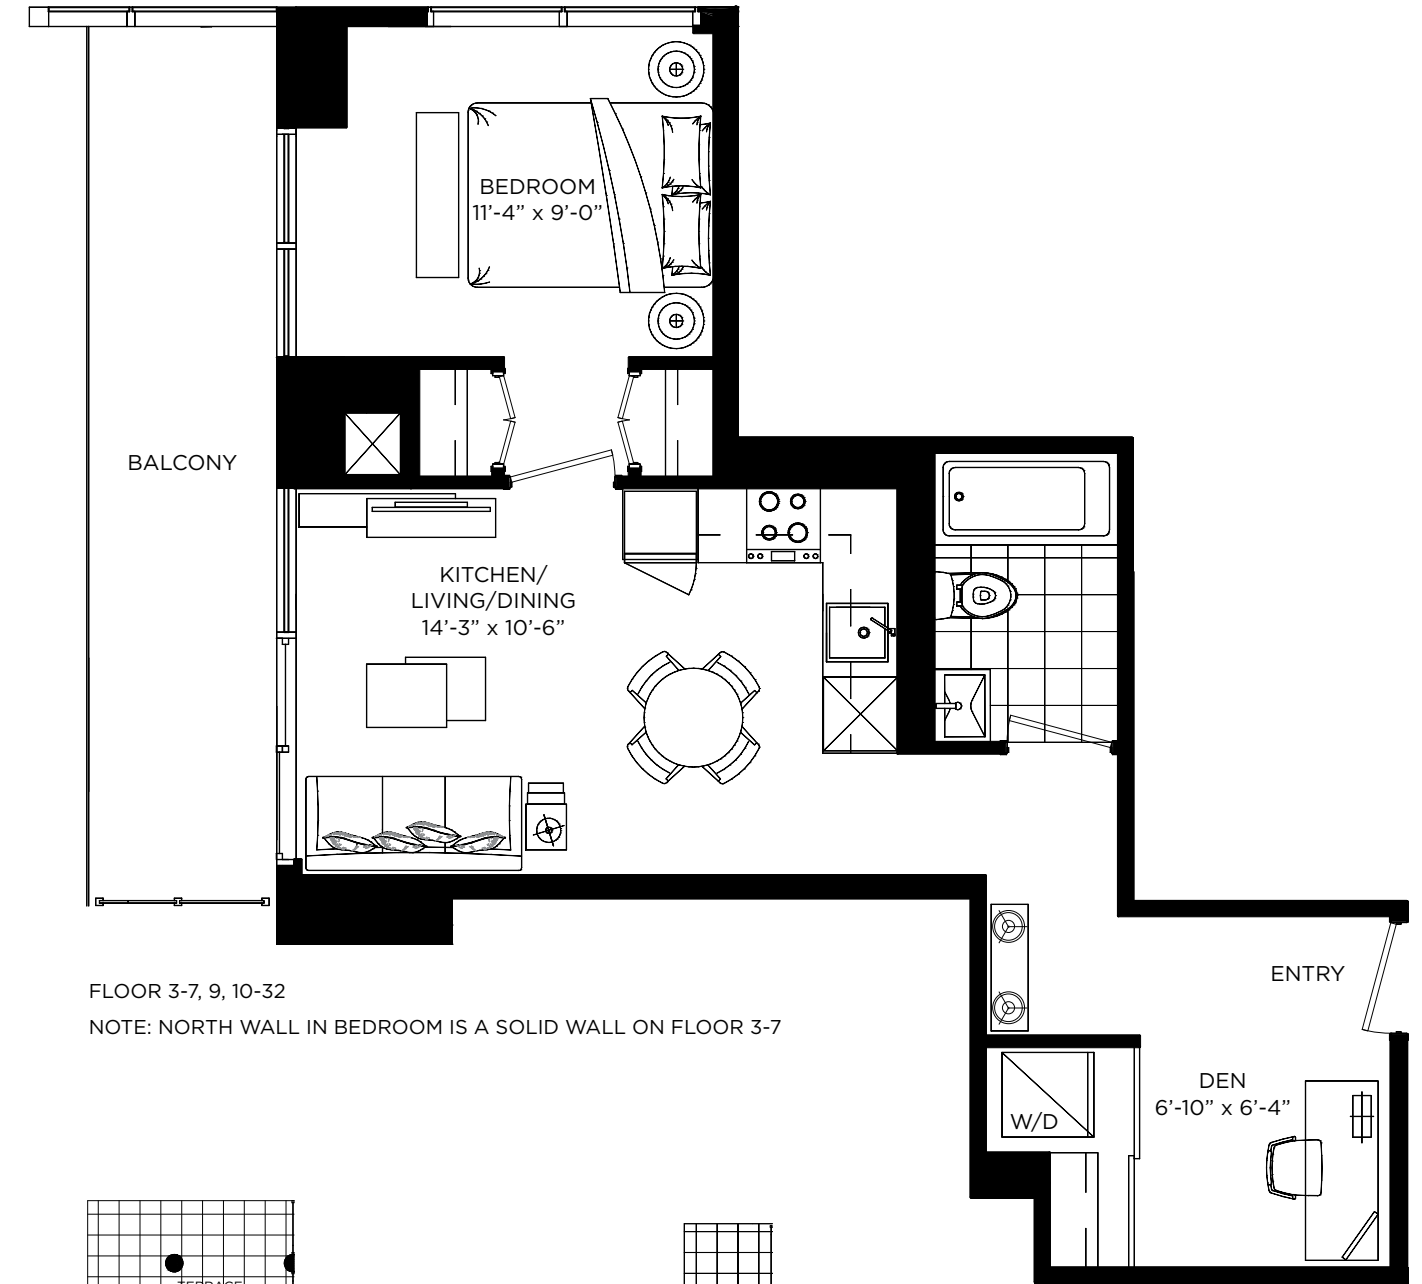 BEDROOM
11’-4” x 9’-0”
BALCONY
KITCHEN/
LIVING/DINING
14’-3” x 10’-6”
ENTRY
FLOOR 3-7, 9, 10-32
NOTE: NORTH WALL IN BEDROOM IS A SOLID WALL ON FLOOR 3-7
DEN
6’-10” x 6’-4”
W/D
TERRACE